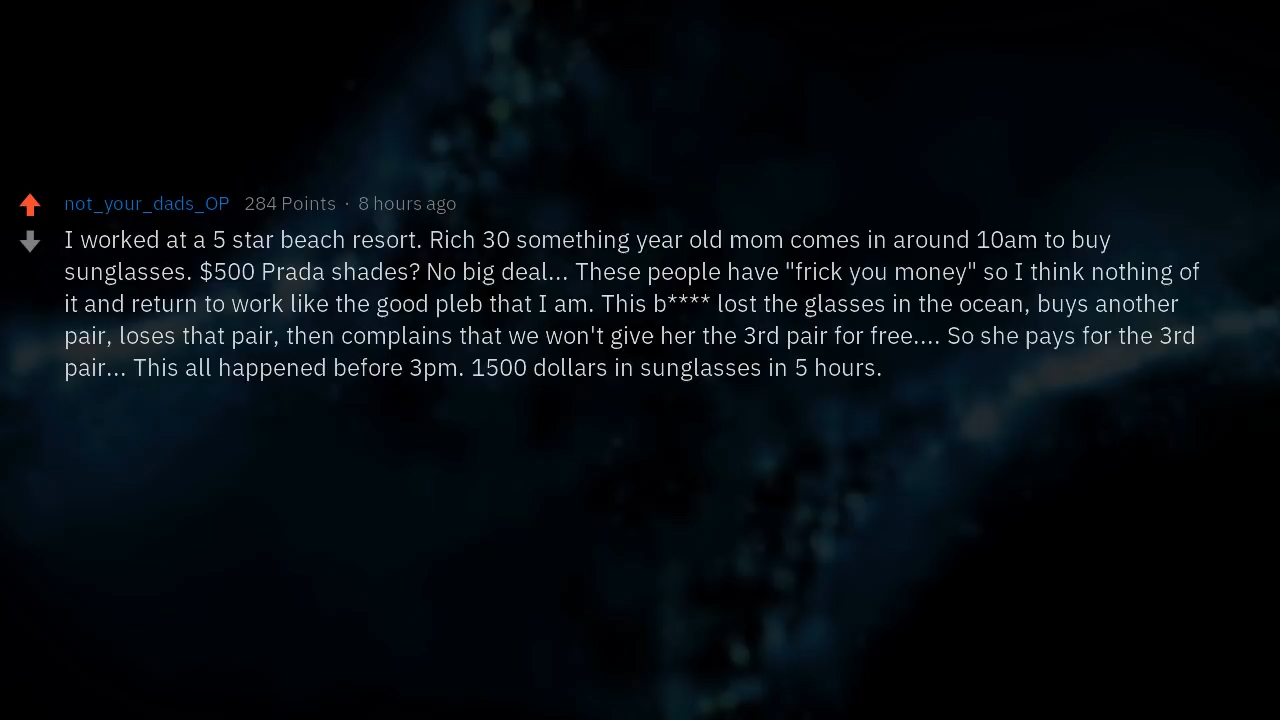 not_your_dads_OP 284 Points · 8 hours ago
I worked at a 5 star beach resort. Rich 30 something year old mom comes in around 10am to buy
sunglasses. $500 Prada shades? No big deal... These people have "frick you money" so I think nothing of
it and return to work like the good pleb that I am. This b**** lost the glasses in the ocean, buys another
pair, loses that pair, then complains that we won't give her the 3rd pair for free.... So she pays for the 3rd
pair... This all happened before 3pm. 1500 dollars in sunglasses in 5 hours.